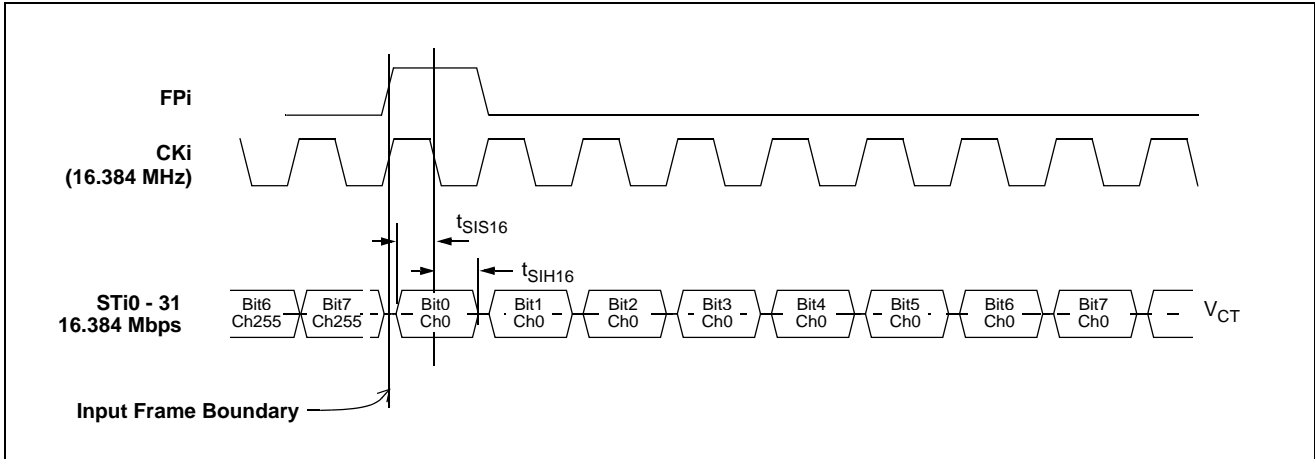 FPi
CKi
(16.384 MHz)
tSIS16
tSIH16
STi0 - 31
16.384 Mbps
Bit6
Ch255
Bit7
Ch255
Bit0
Ch0
Bit1
Ch0
Bit2
Ch0
Bit3
Ch0
Bit4
Ch0
Bit5
Ch0
Bit6
Ch0
Bit7
Ch0
VCT
Input Frame Boundary